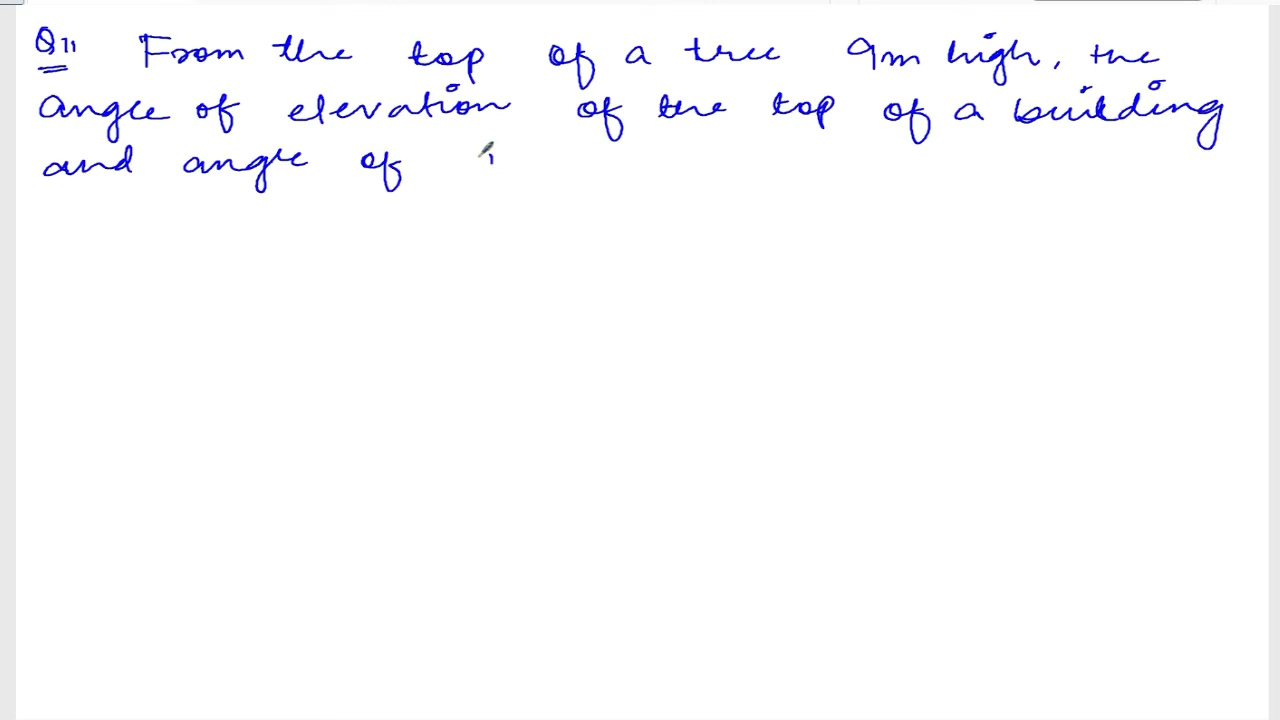 Q11 From the top of a tree 9m high, the
angle of elevation of the top of a building
and angle of